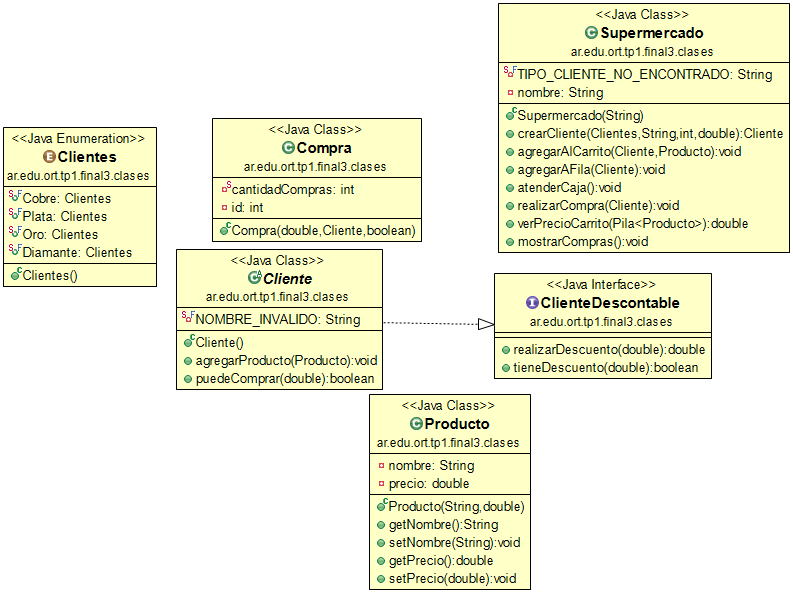 <<Java Class>>
Supermercado
ar.edu.ort.tp1.final3.clases
TIPO_CLIENTE_NO_ENCONTRADO: String
nombre: String
Supermercado(String)
crearCliente(Clientes,String,int,double):Cliente
agregarAlCarrito(Cliente,Producto):void
agregarAFila(Cliente):void
atenderCaja():void
realizarCompra(Cliente):void
verPrecioCarrito(Pila<Producto>):double
mostrarCompras():void
<<Java Enumeration>>
Clientes
ar.edu.ort.tp1.final3.clases
Cobre: Clientes
Plata: Clientes
Oro: Clientes
Diamante: Clientes
Clientes()
<<Java Class>>
Compra
ar.edu.ort.tp1.final3.clases
cantidadCompras: int
id: int
Compra(double,Cliente,boolean)
<<Java Class>>
Cliente
ar.edu.ort.tp1.final3.clases
NOMBRE_INVALIDO: String
Cliente()
agregarProducto(Producto):void
puedeComprar(double):boolean
<<Java Interface>>
ClienteDescontable
ar.edu.ort.tp1.final3.clases
realizarDescuento(double):double
tieneDescuento(double):boolean
<<Java Class>>
Producto
ar.edu.ort.tp1.final3.clases
nombre: String
precio: double
Producto(String,double)
getNombre():String
setNombre(String):void
getPrecio():double
setPrecio(double):void